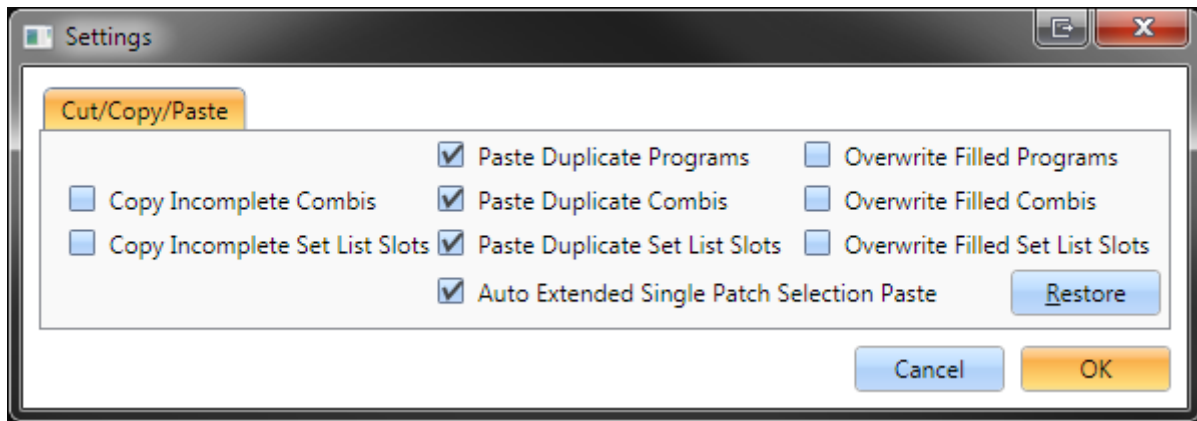 Settings
Cut/Copy/Paste
Paste Duplicate Programs Overwrite Filled Programs
Copy Incomplete Combis Paste Duplicate Combis Overwrite Filled Combis
Copy Incomplete Set List Slots Paste Duplicate Set List Slots Overwrite Filled Set List Slots
Auto Extended Single Patch Selection Paste Restore
Cancel OK